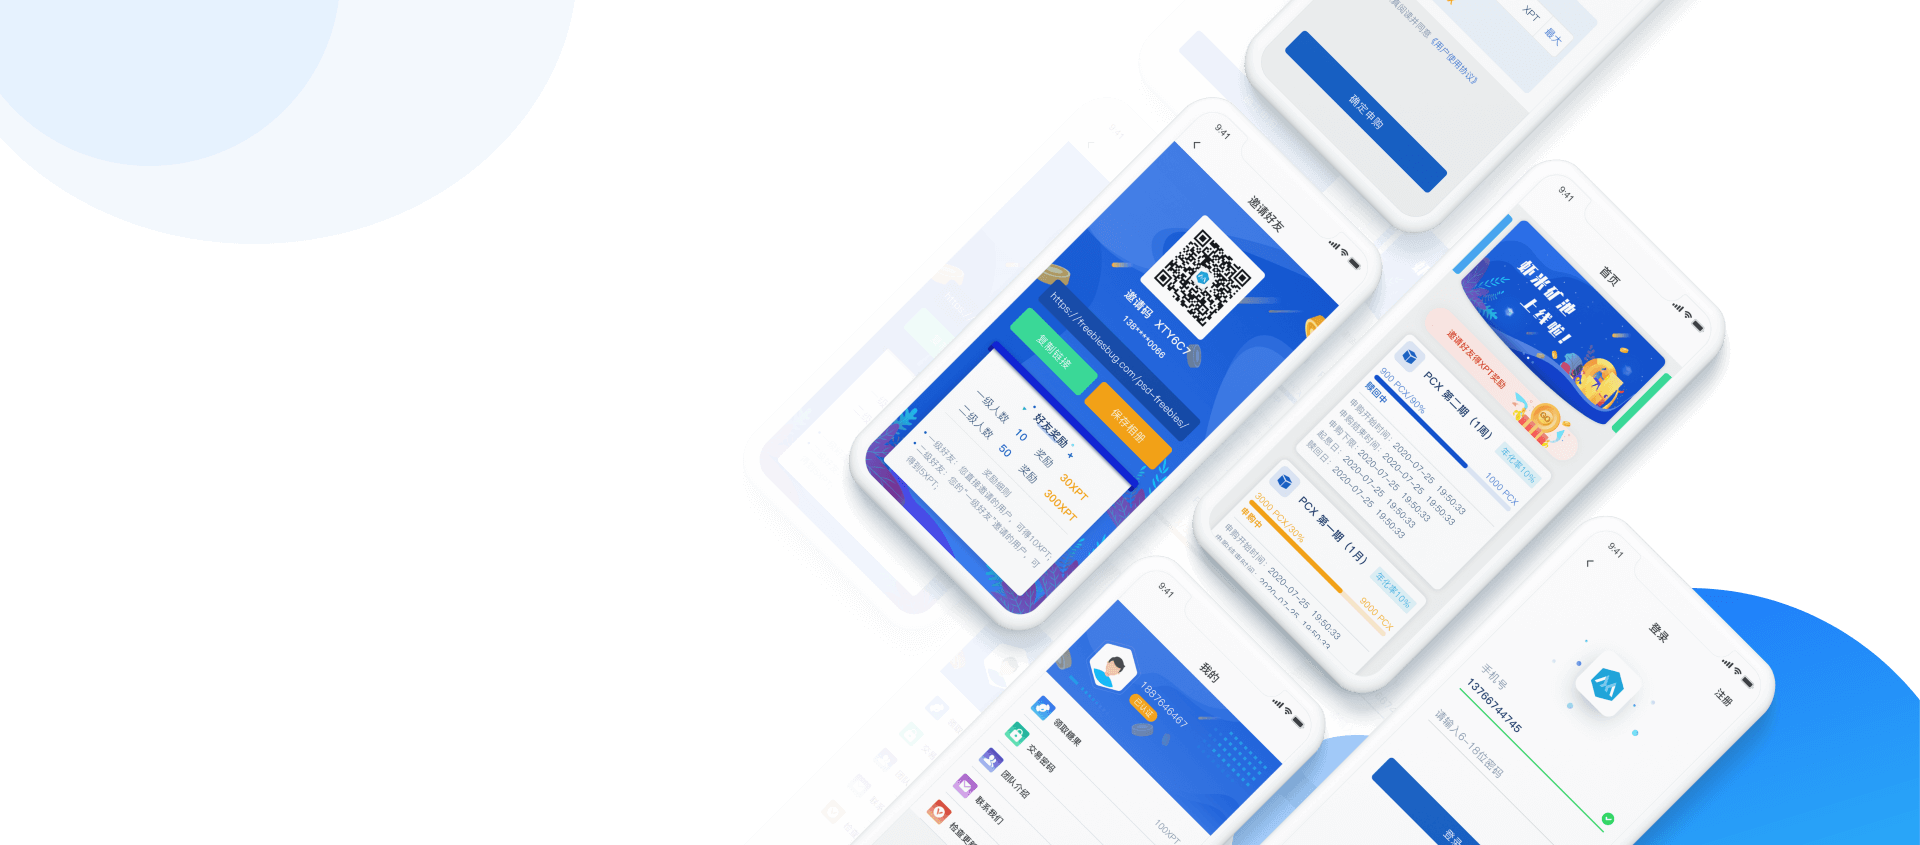 XPT 最大
《用户使用协议》
确定申购
9:41
邀请好友
邀请码 XTY6C7
138****0066
https://freebiesbug.com/psd-freebies/
复制链接
保存相册
好友奖励
一级人数 10 奖励 30XPT
二级人数 50 奖励 300XPT
奖励细则
一级好友：您直接邀请的用户，可得10XPT；
二级好友：您的“一级好友”邀请的用户，可
得到5XPT；
9:41
首页
虾米矿池
上线啦！
邀请好友得XPT奖励
PCX 第二期（1周）
年化率10%
900 PCX/90%
1000 PCX
赎回中
申购开始时间：2020-07-25 19:50:33
申购结束时间：2020-07-25 19:50:33
申购下限：2020-07-25 19:50:33
起息日：2020-07-25 19:50:33
赎回日：2020-07-25 19:50:33
PCX 第一期（1月）
年化率10%
3000 PCX/30%
9000 PCX
申购中
申购开始时间：2020-07-25 19:50:33
申购结束时间：2020-07-25 19:50:33
9:41
我的
1887646467
已认证
领取糖果
交易密码
100XPT
团队介绍
联系我们
检查更新
9:41
登录
注册
手机号
13766744745
请输入6-18位密码
登录